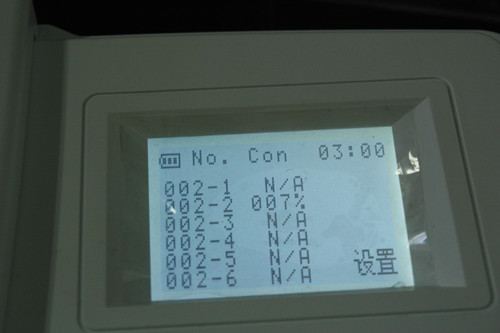 No. Con 03:00
002-1 N/A
002-2 007%
002-3 N/A
002-4 N/A
002-5 N/A
002-6 N/A
设置